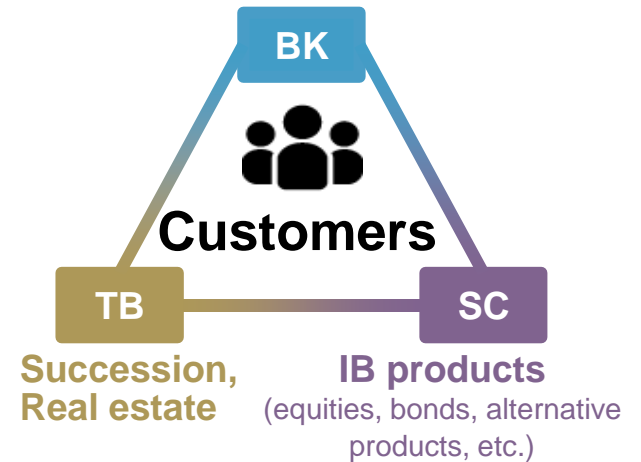 BK
Customers
TB
SC
Succession,
Real estate
IB products
(equities, bonds, alternative
products, etc.)